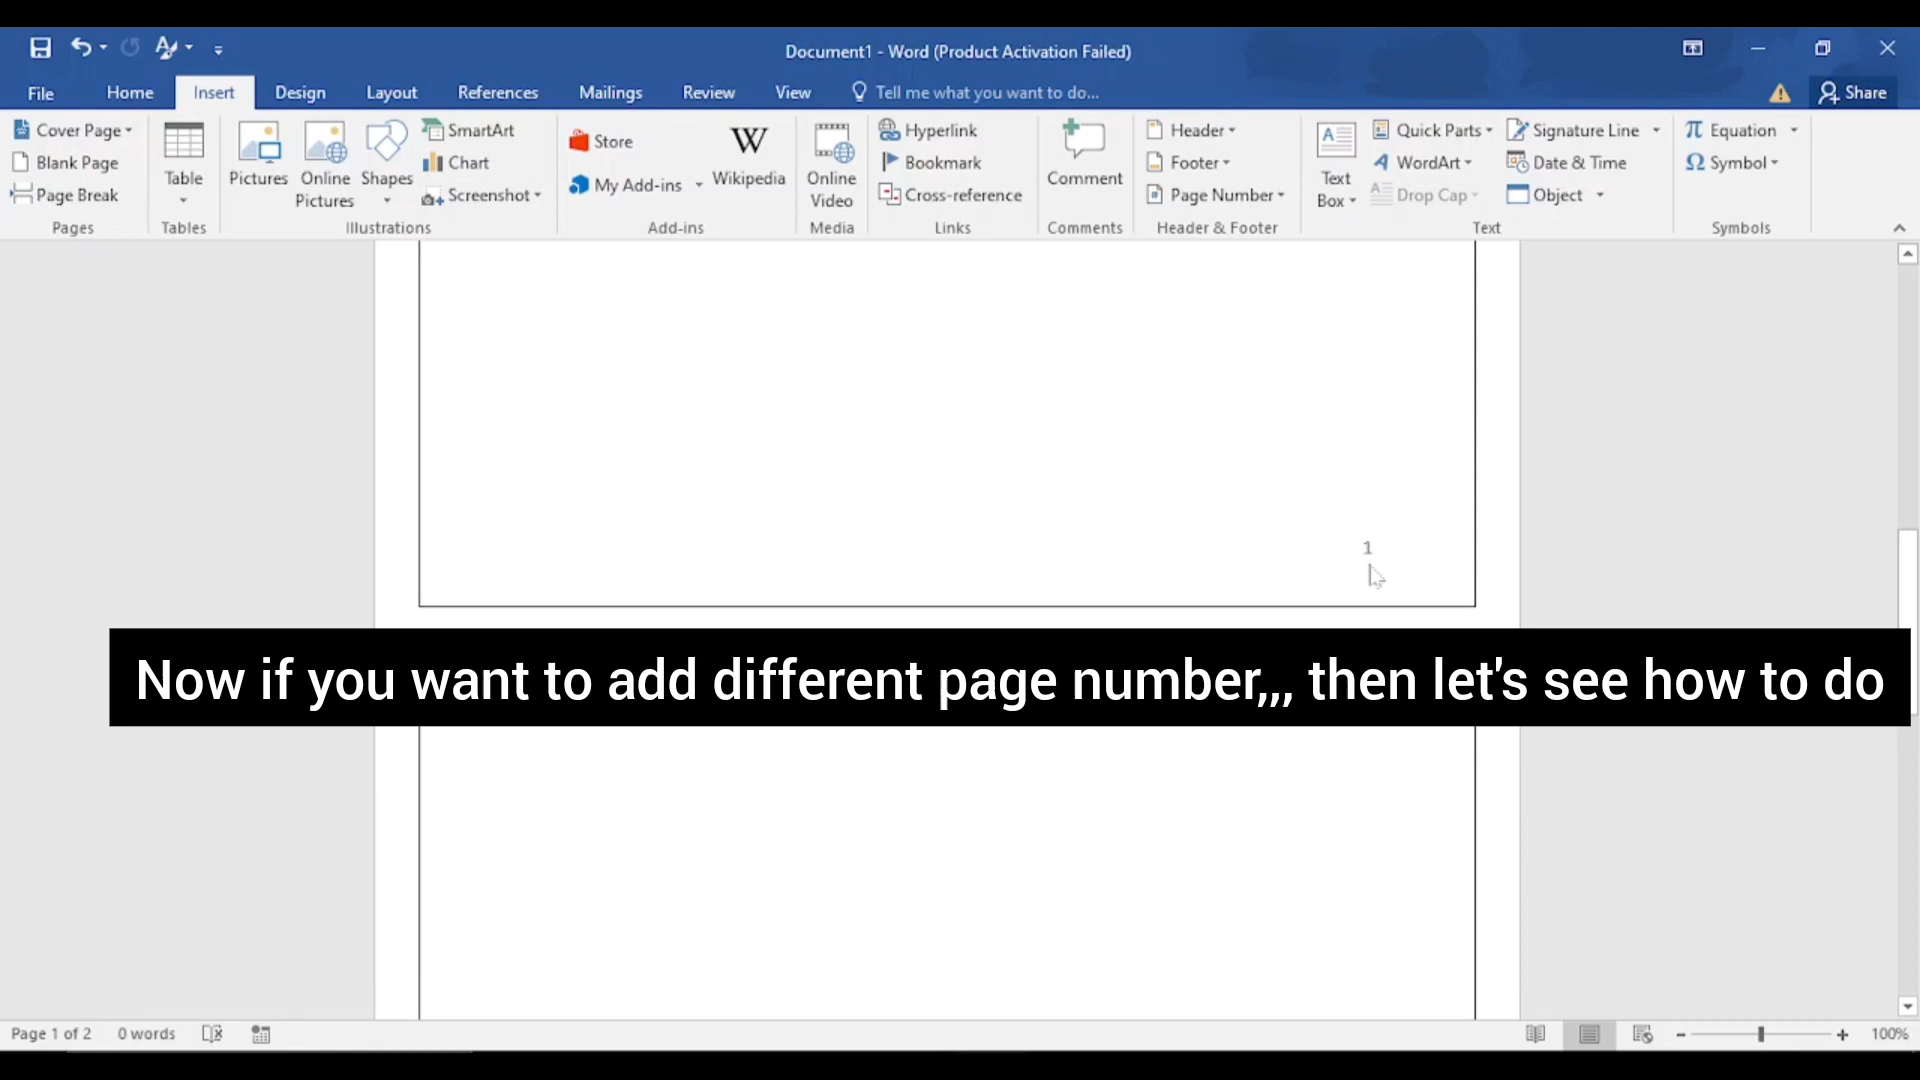 Document1 - Word (Product Activation Failed)
File Home Insert Design Layout References Mailings Review View Tell me what you want to do... Share
Cover Page
Blank Page
Page Break
Pages
Table
Tables
Pictures
Online
Pictures
Shapes
SmartArt
Chart
Screenshot
Illustrations
Store
My Add-ins
Wikipedia
Add-ins
Online
Video
Media
Hyperlink
Bookmark
Cross-reference
Links
Comment
Comments
Header
Footer
Page Number
Header & Footer
Text
Box
Quick Parts
WordArt
Drop Cap
Signature Line
Date & Time
Object
Text
Equation
Symbol
Symbols
1
Now if you want to add different page number,,, then let's see how to do
Page 1 of 2 0 words 100%